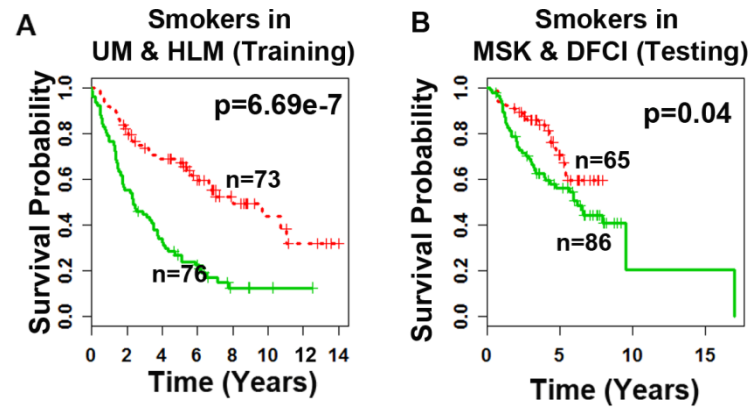 A
Smokers in
UM & HLM (Training)
Survival Probability
1.0
0.8
0.6
0.4
0.2
0.0
p=6.69e-7
n=73
n=76
0 2 4 6 8 10 12 14
Time (Years)
B
Smokers in
MSK & DFCI (Testing)
Survival Probability
1.0
0.8
0.6
0.4
0.2
0.0
p=0.04
n=65
n=86
0 5 10 15
Time (Years)